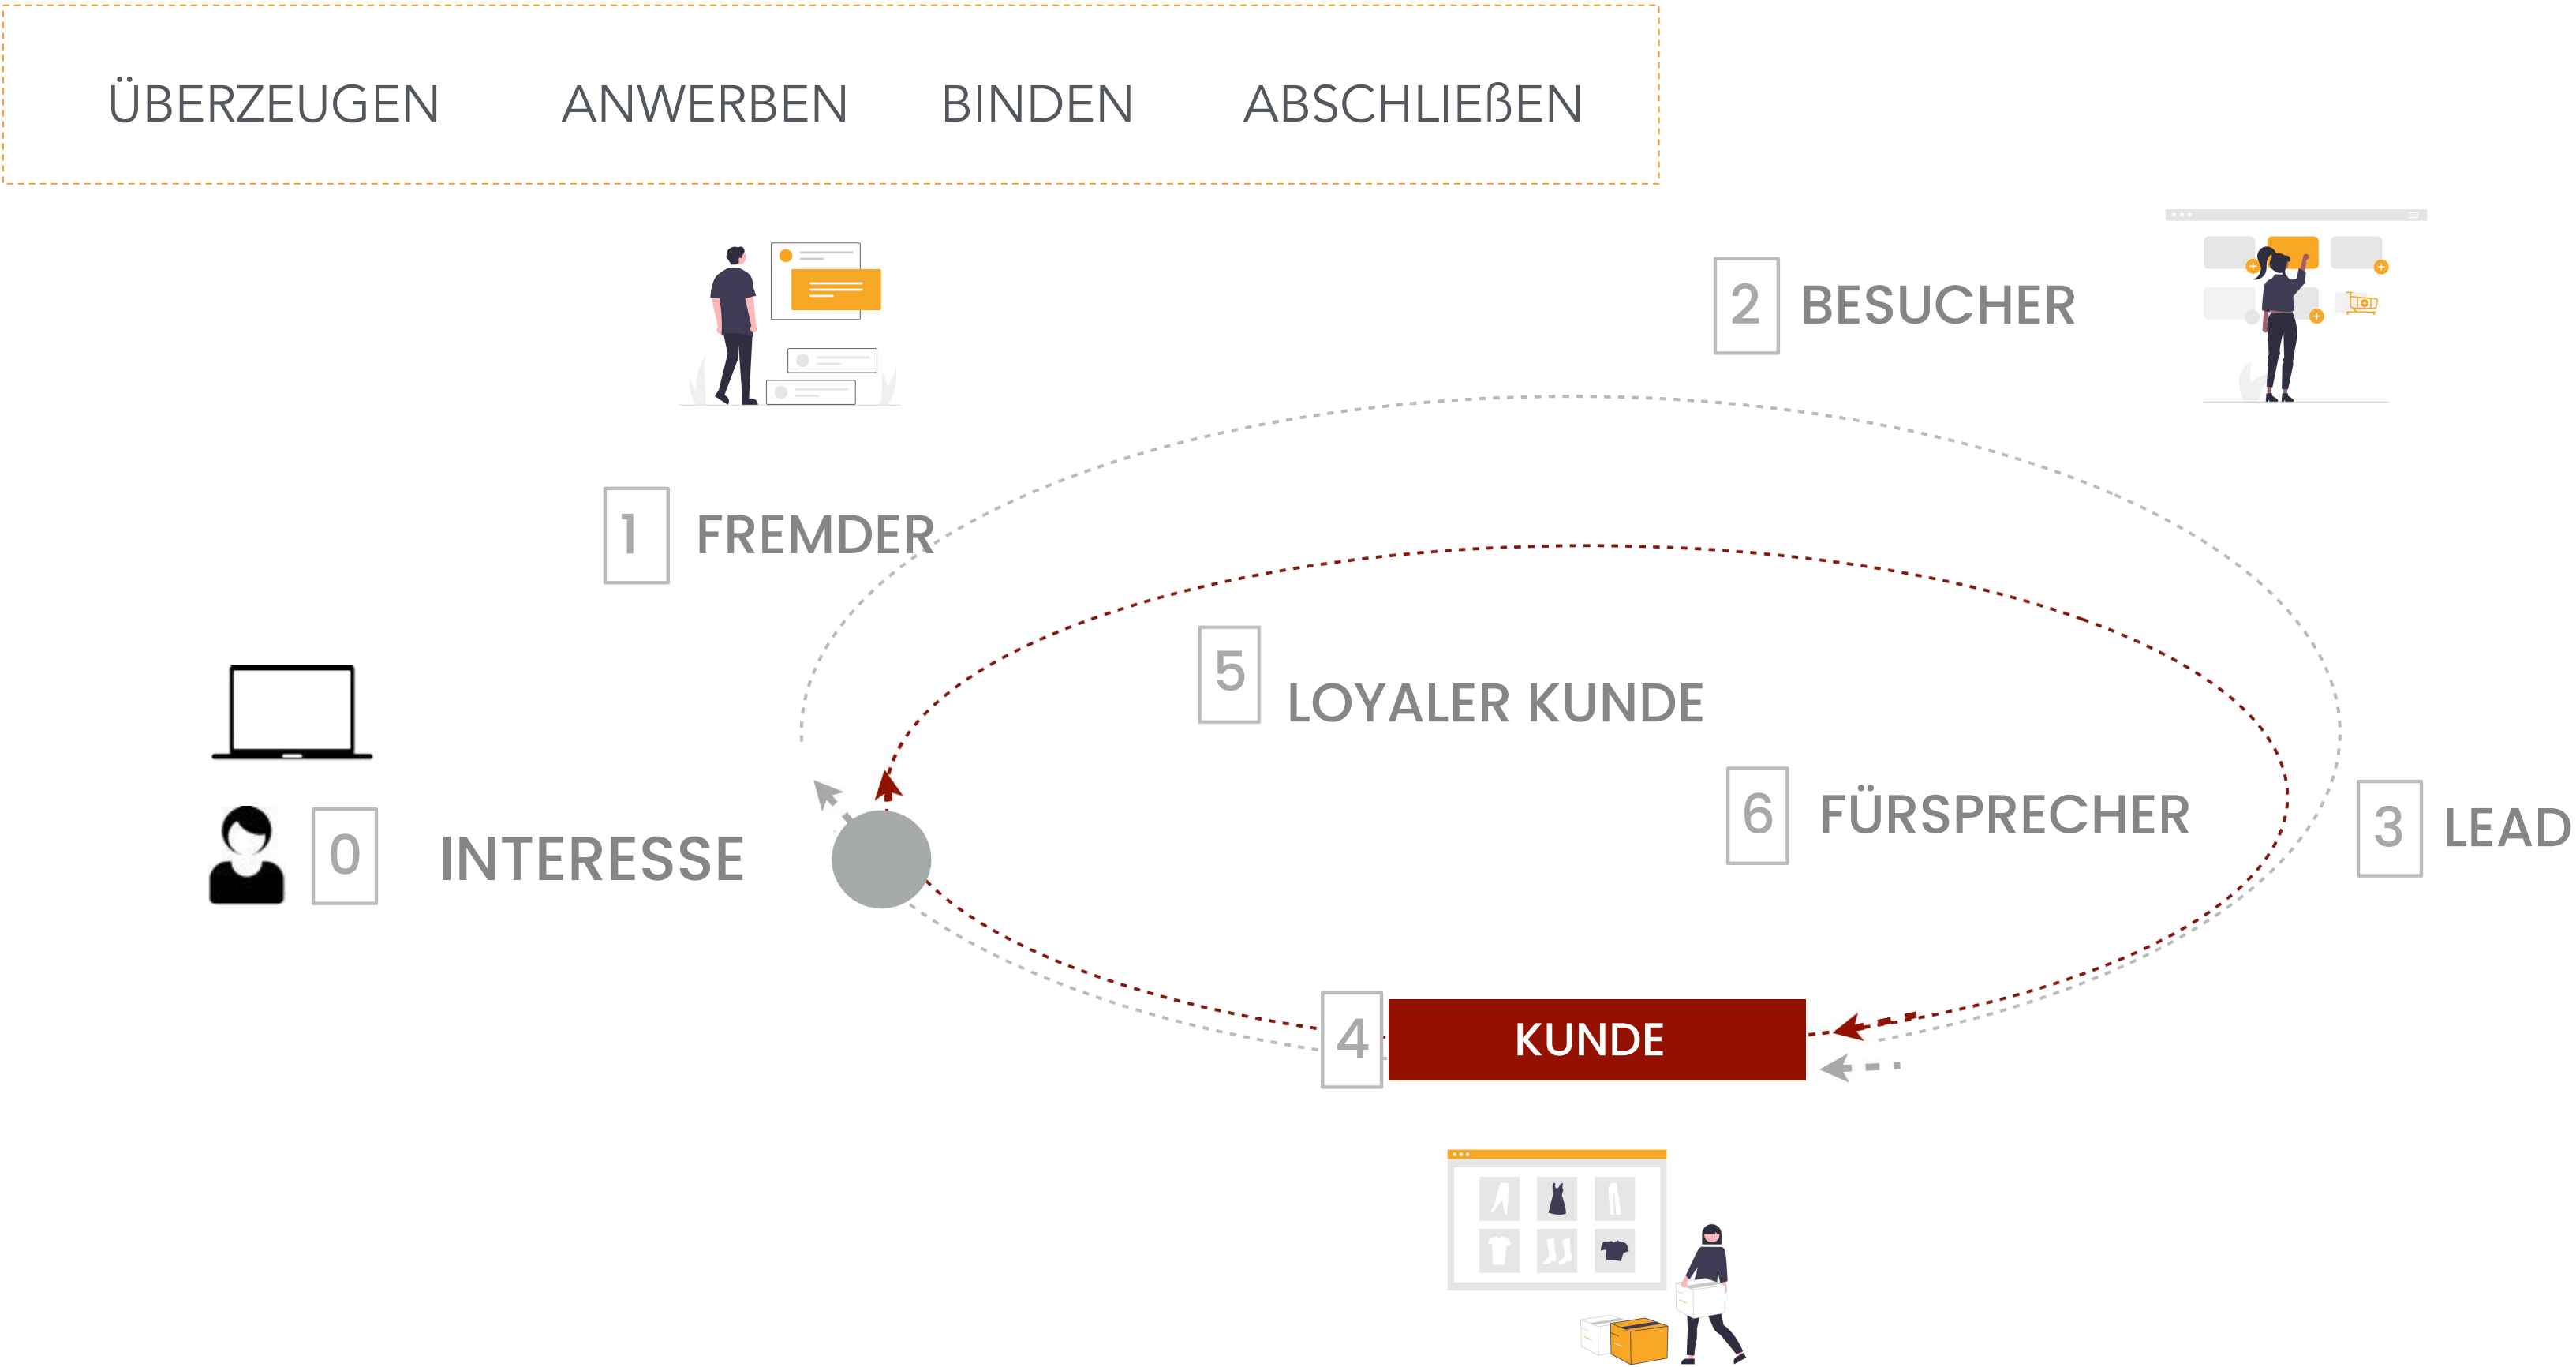 ÜBERZEUGEN ANWERBEN BINDEN ABSCHLIEßEN
2 BESUCHER
1 FREMDER
5 LOYALER KUNDE
6 FÜRSPRECHER
3 LEAD
0 INTERESSE
4 KUNDE